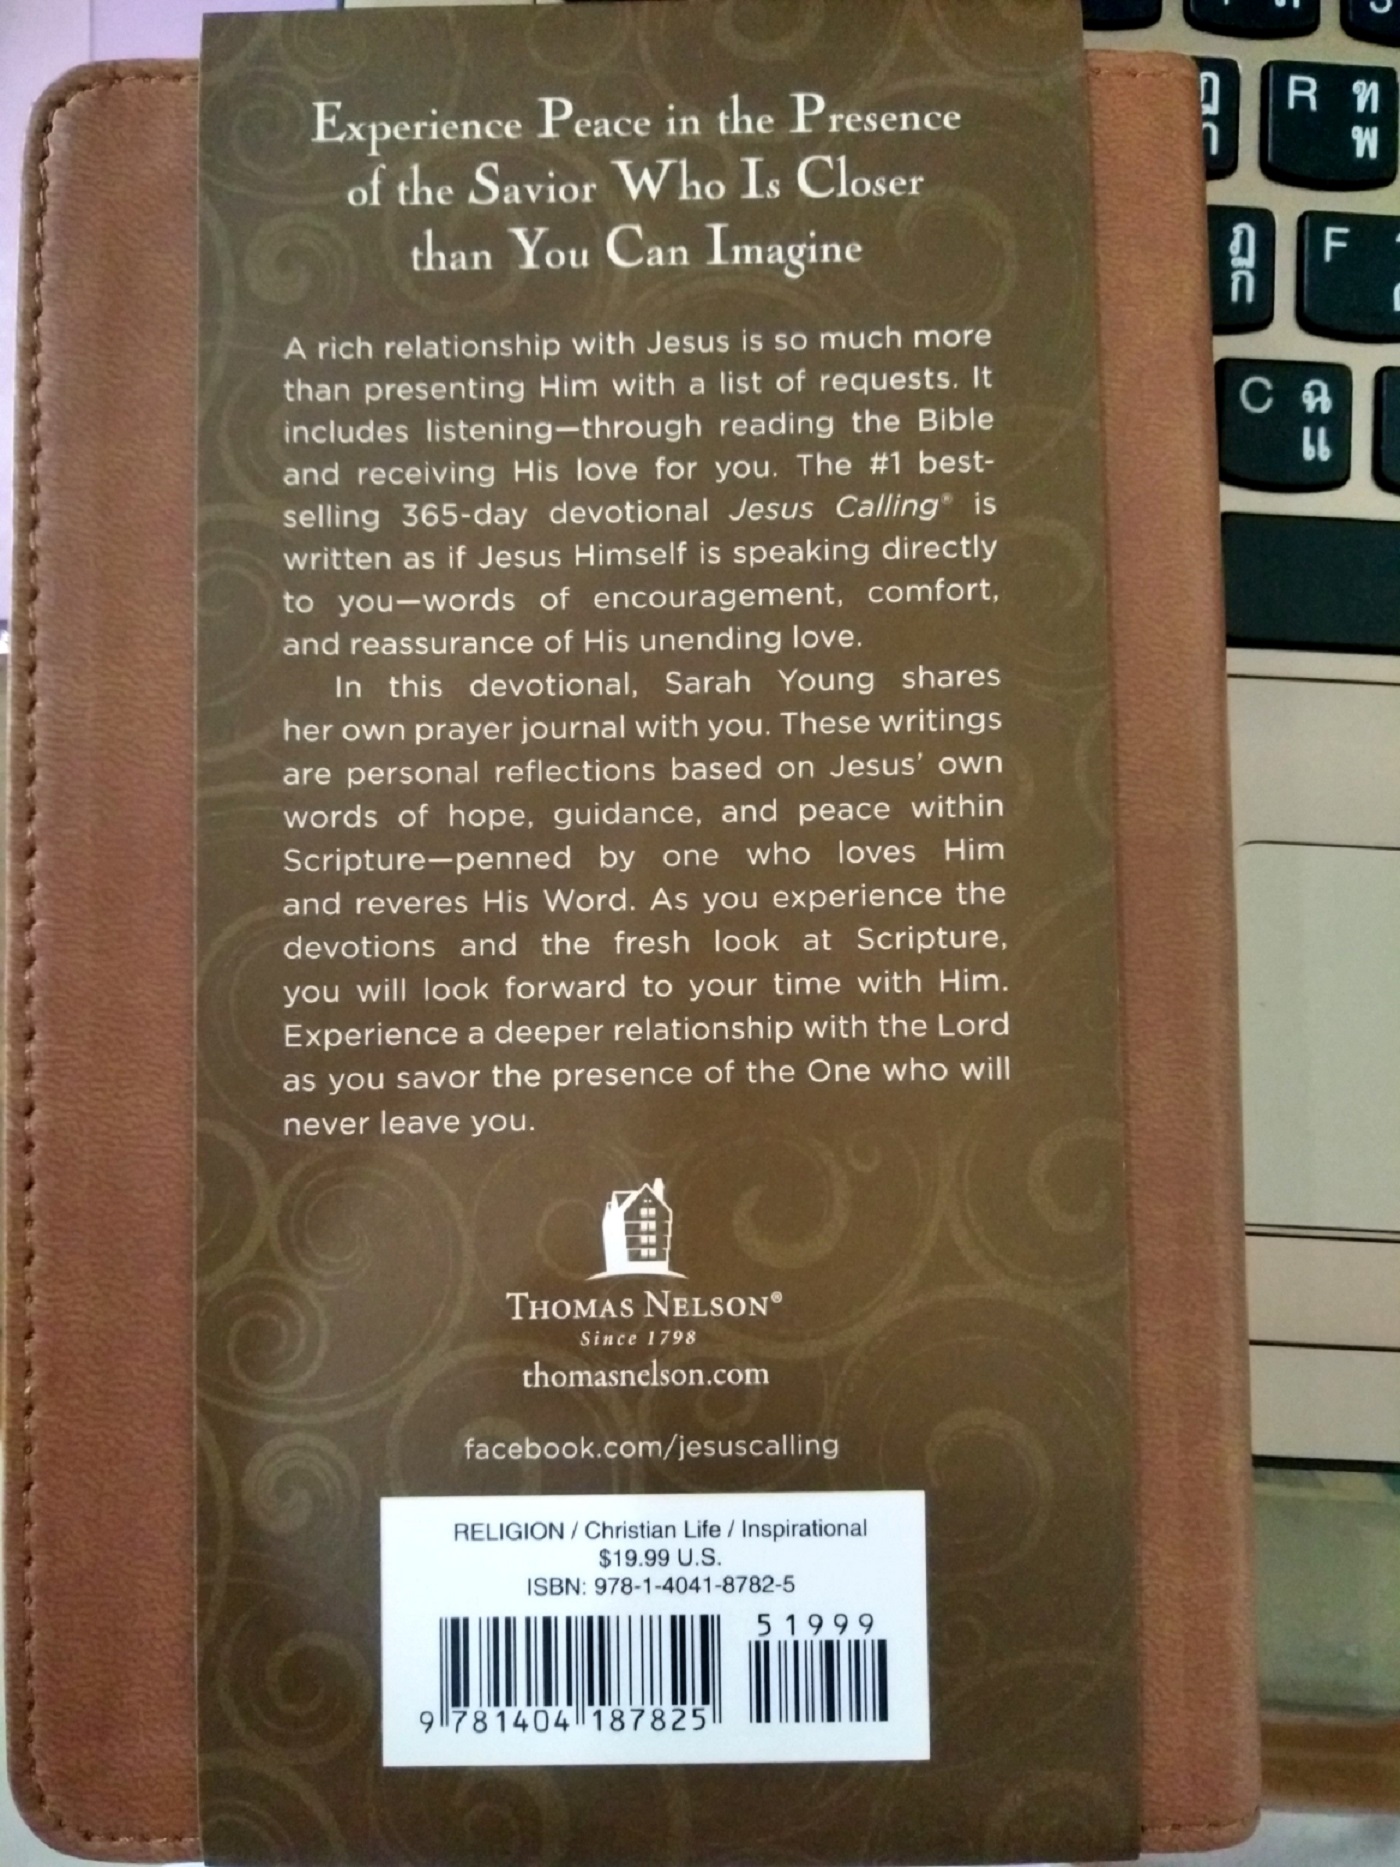 Experience Peace in the Presence
of the Savior Who Is Closer
than You Can Imagine
A rich relationship with Jesus is so much more
than presenting Him with a list of requests. It
includes listening—through reading the Bible
and receiving His love for you. The #1 best-
selling 365-day devotional Jesus Calling® is
written as if Jesus Himself is speaking directly
to you—words of encouragement, comfort,
and reassurance of His unending love.
In this devotional, Sarah Young shares
her own prayer journal with you. These writings
are personal reflections based on Jesus' own
words of hope, guidance, and peace within
Scripture—penned by one who loves Him
and reveres His Word. As you experience the
devotions and the fresh look at Scripture,
you will look forward to your time with Him.
Experience a deeper relationship with the Lord
as you savor the presence of the One who will
never leave you.
Thomas Nelson®
Since 1798
thomasnelson.com
facebook.com/jesuscalling
RELIGION / Christian Life / Inspirational
$19.99 U.S.
ISBN: 978-1-4041-8782-5
51999
9 781404 187825
R ฑ
พ
ฏ
ก
F
C ฉ
แ